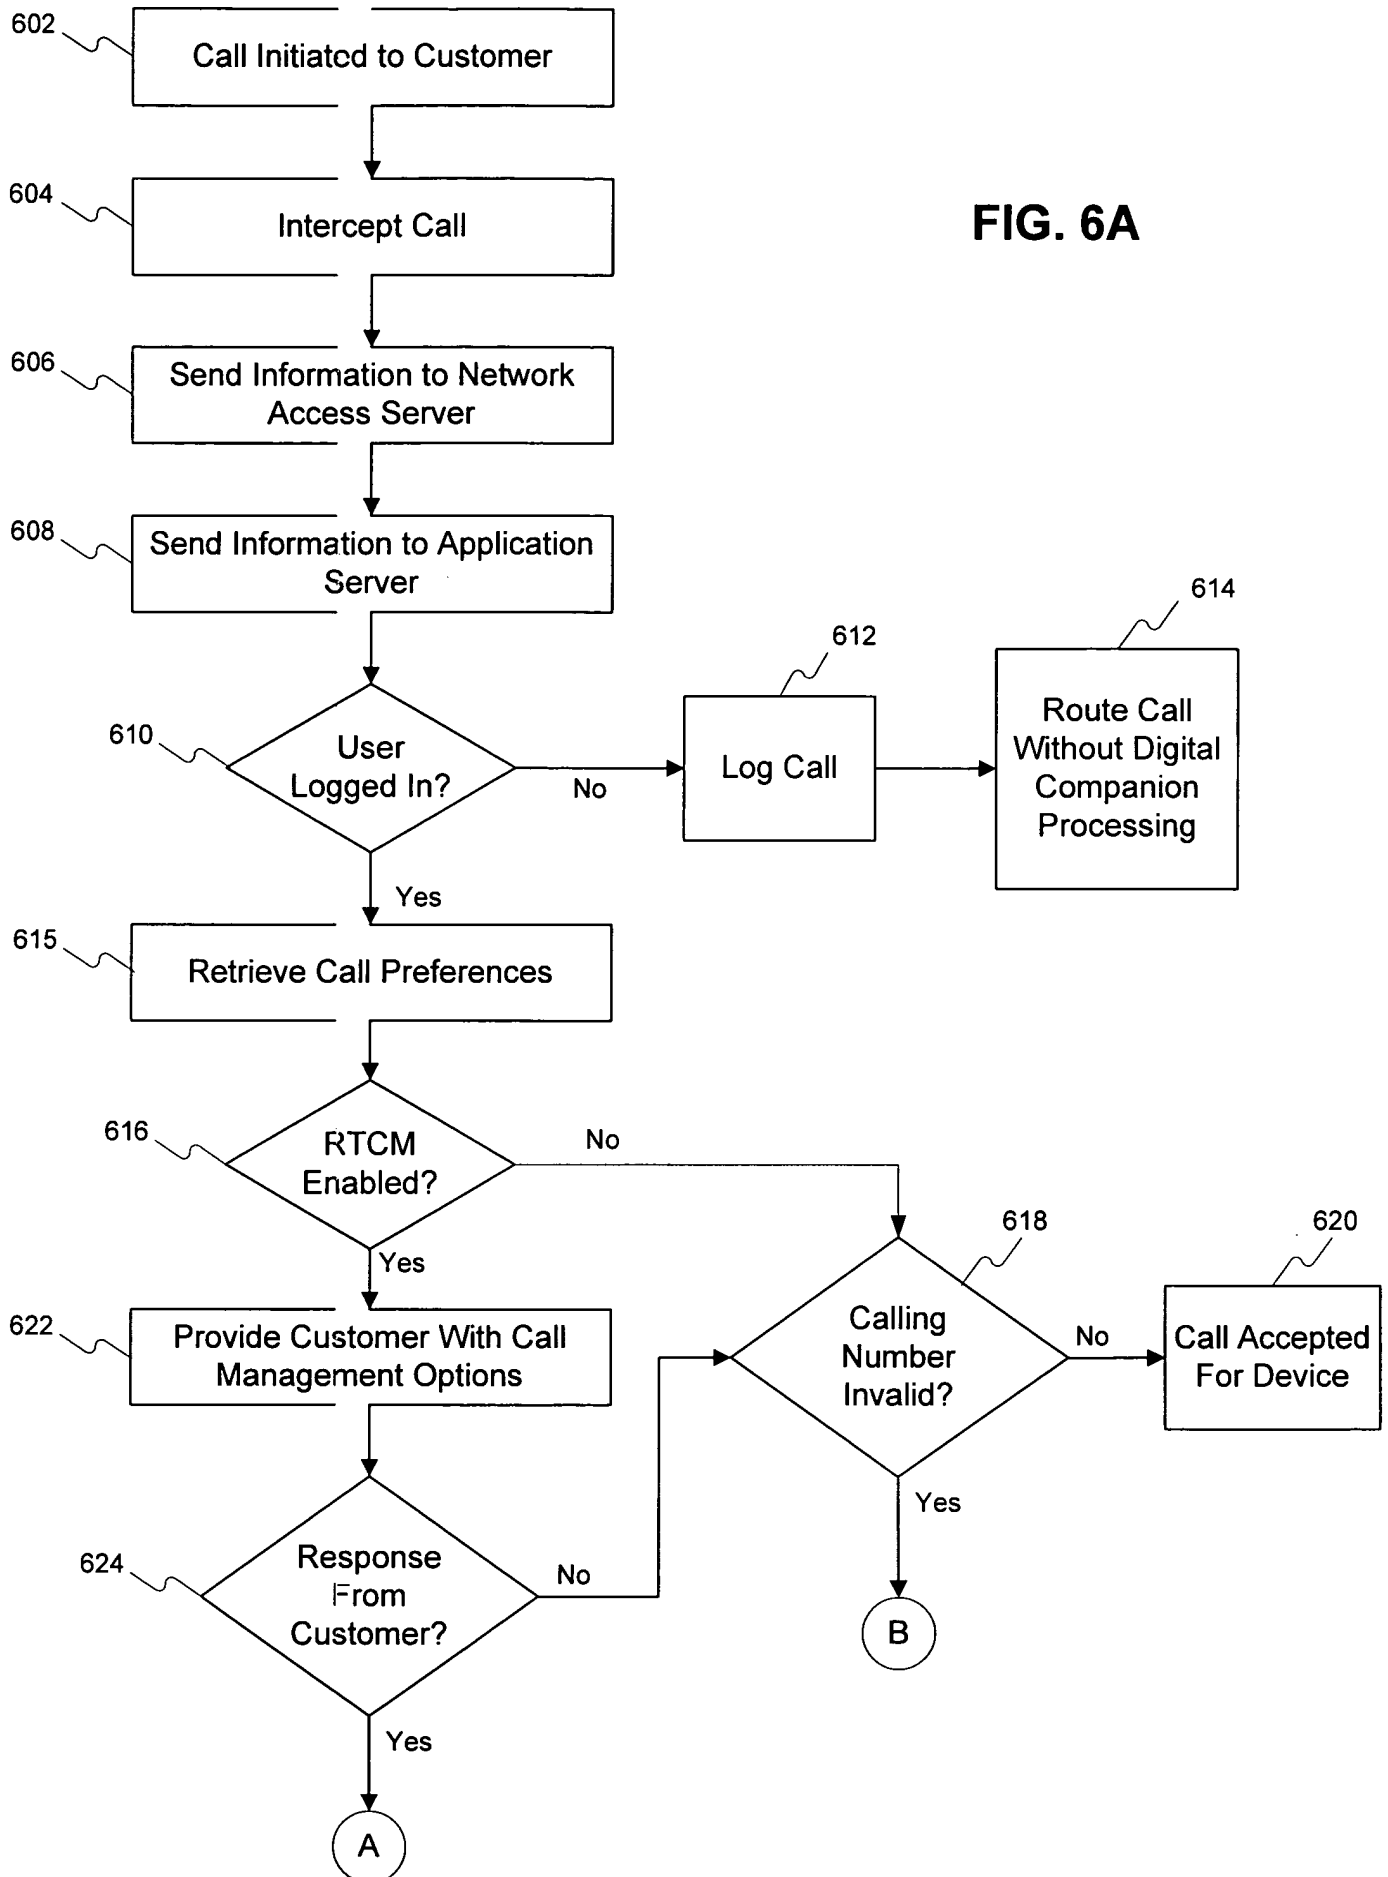 602
Call Initiated to Customer
604
Intercept Call
FIG. 6A
606
Send Information to Network
Access Server
608
Send Information to Application
Server
614
612
610
User
Logged In?
No
Log Call
Route Call
Without Digital
Companion
Processing
Yes
615
Retrieve Call Preferences
616
RTCM
Enabled?
No
618
620
Yes
622
Provide Customer With Call
Management Options
Calling
Number
Invalid?
No
Call Accepted
For Device
Yes
624
Response
From
Customer?
No
B
Yes
A